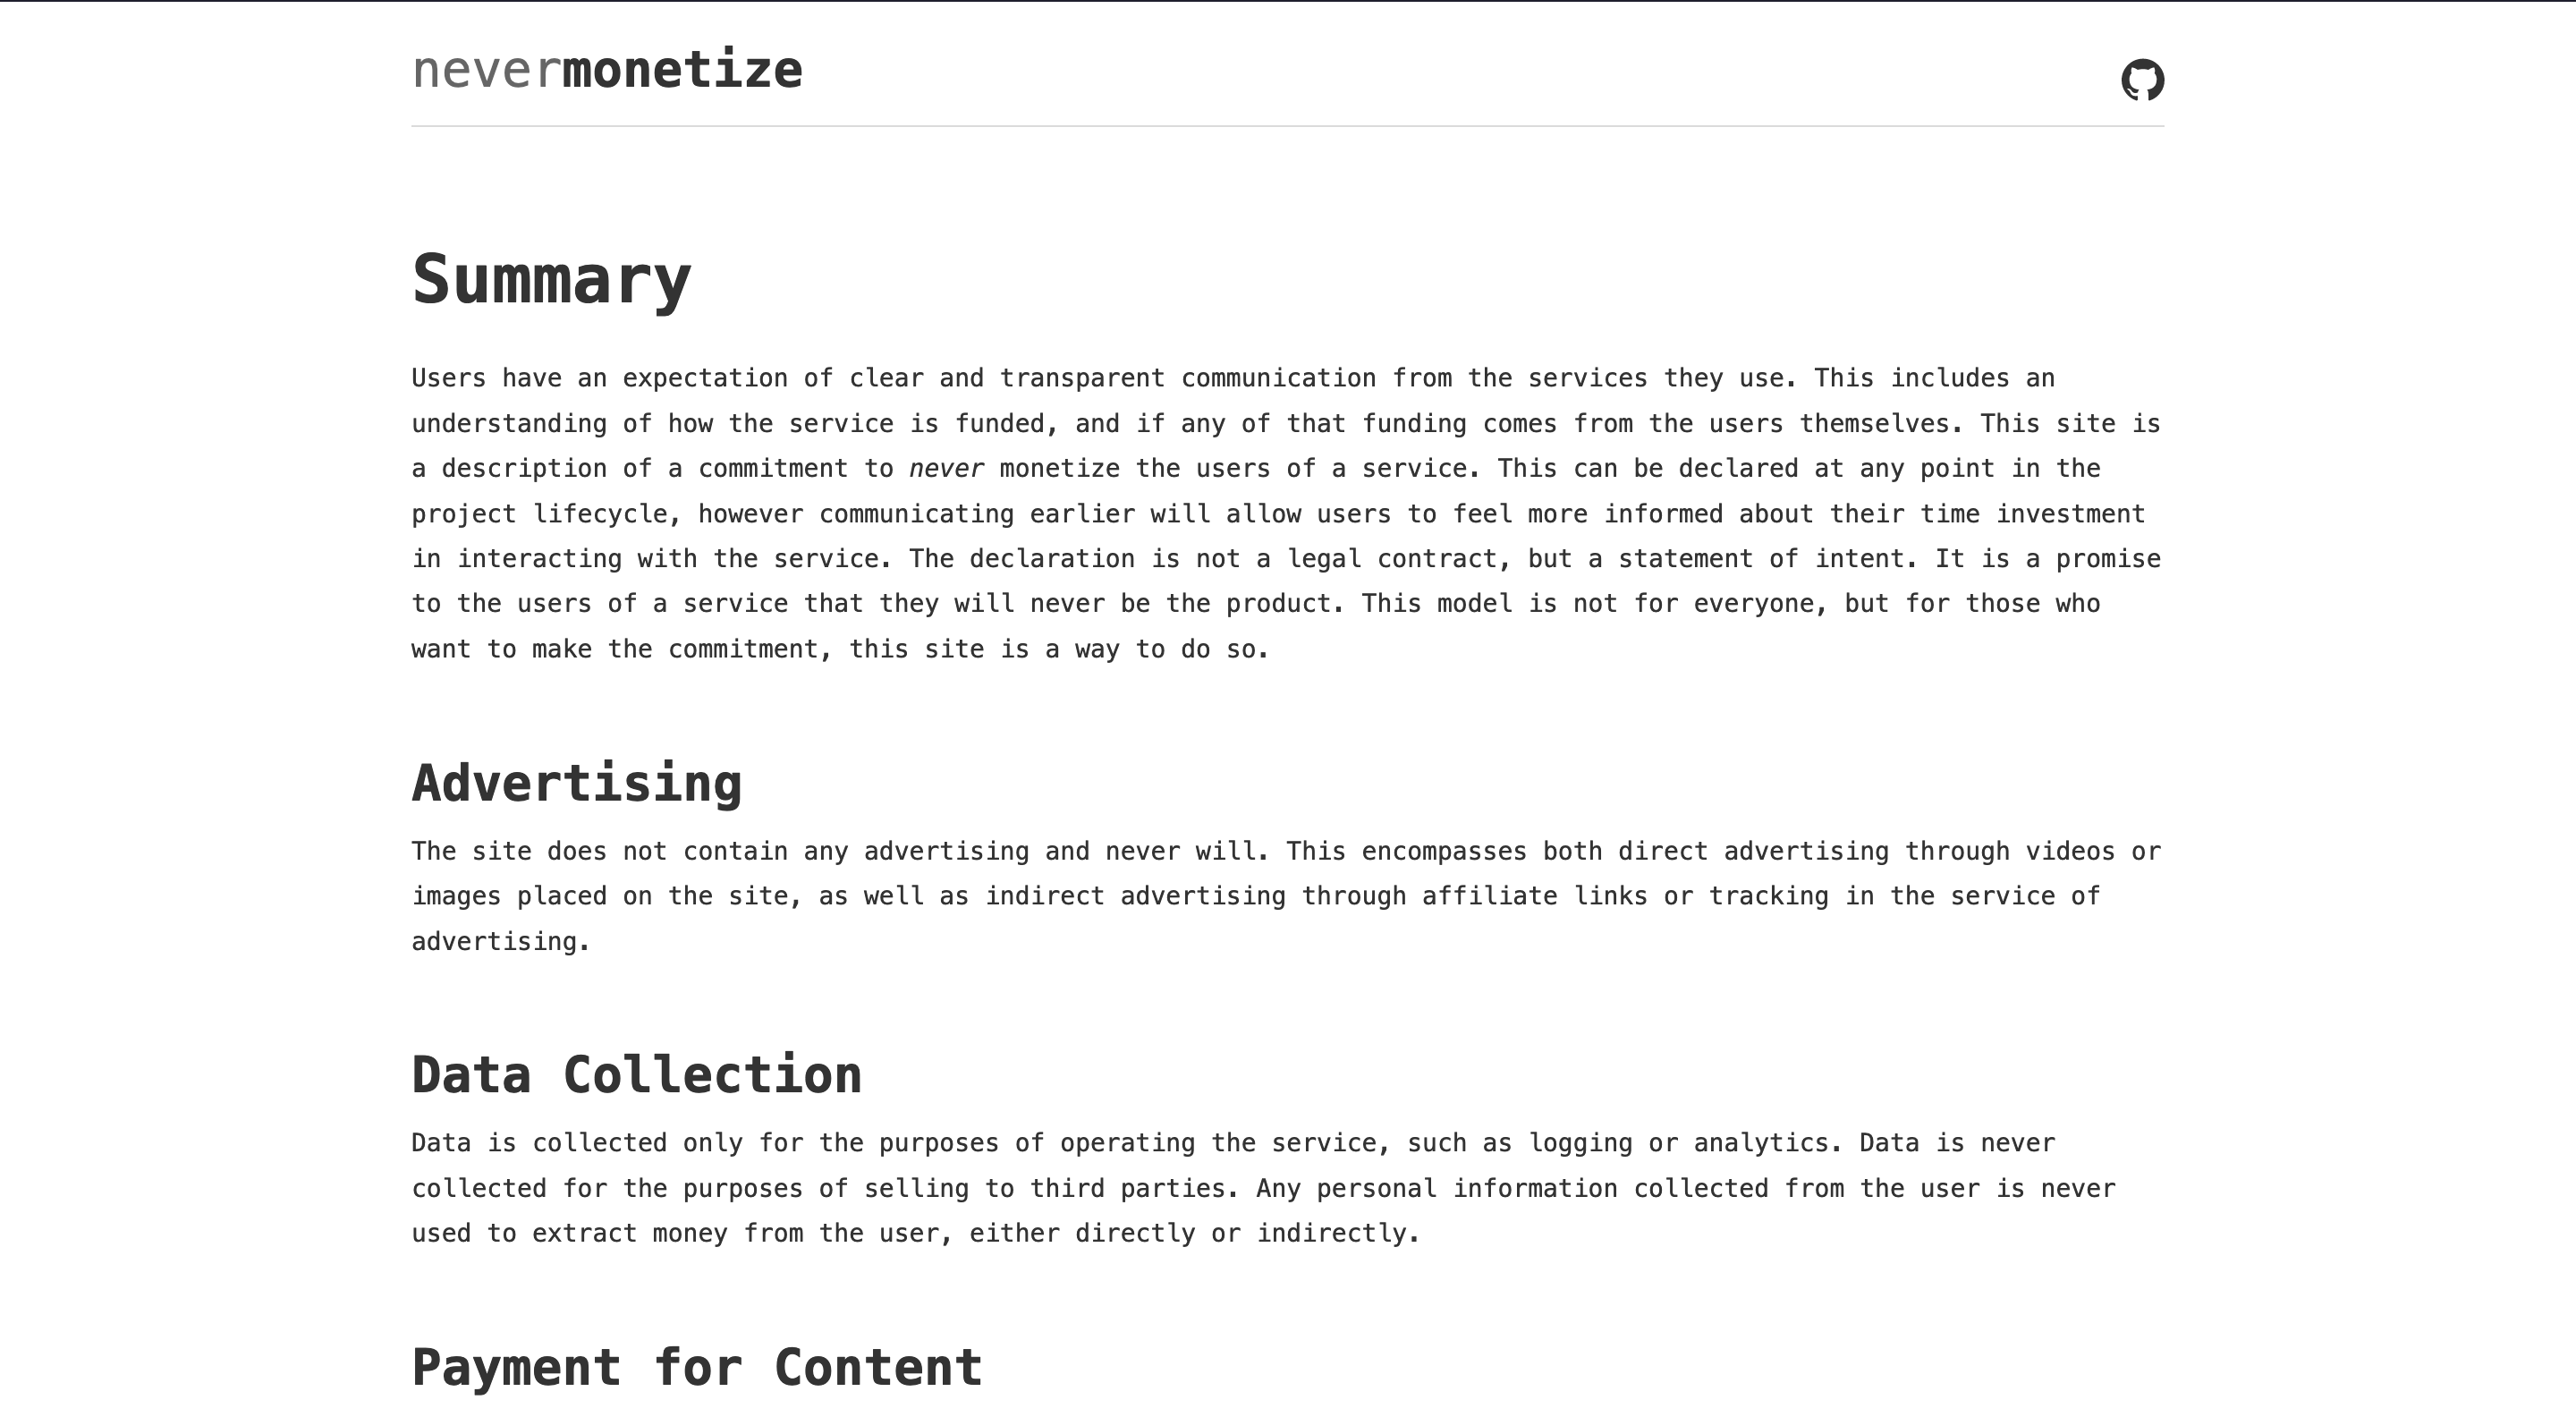 nevermonetize
Summary
Users have an expectation of clear and transparent communication from the services they use. This includes an
understanding of how the service is funded, and if any of that funding comes from the users themselves. This site is
a description of a commitment to never monetize the users of a service. This can be declared at any point in the
project lifecycle, however communicating earlier will allow users to feel more informed about their time investment
in interacting with the service. The declaration is not a legal contract, but a statement of intent. It is a promise
to the users of a service that they will never be the product. This model is not for everyone, but for those who
want to make the commitment, this site is a way to do so.
Advertising
The site does not contain any advertising and never will. This encompasses both direct advertising through videos or
images placed on the site, as well as indirect advertising through affiliate links or tracking in the service of
advertising.
Data Collection
Data is collected only for the purposes of operating the service, such as logging or analytics. Data is never
collected for the purposes of selling to third parties. Any personal information collected from the user is never
used to extract money from the user, either directly or indirectly.
Payment for Content